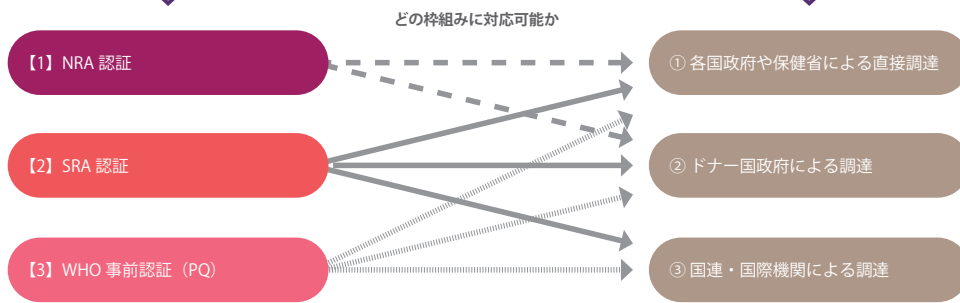 どの枠組みに対応可能か
【1】NRA 認証
① 各国政府や保健省による直接調達
【2】SRA 認証
② ドナー国政府による調達
【3】WHO 事前認証（PQ）
③ 国連・国際機関による調達